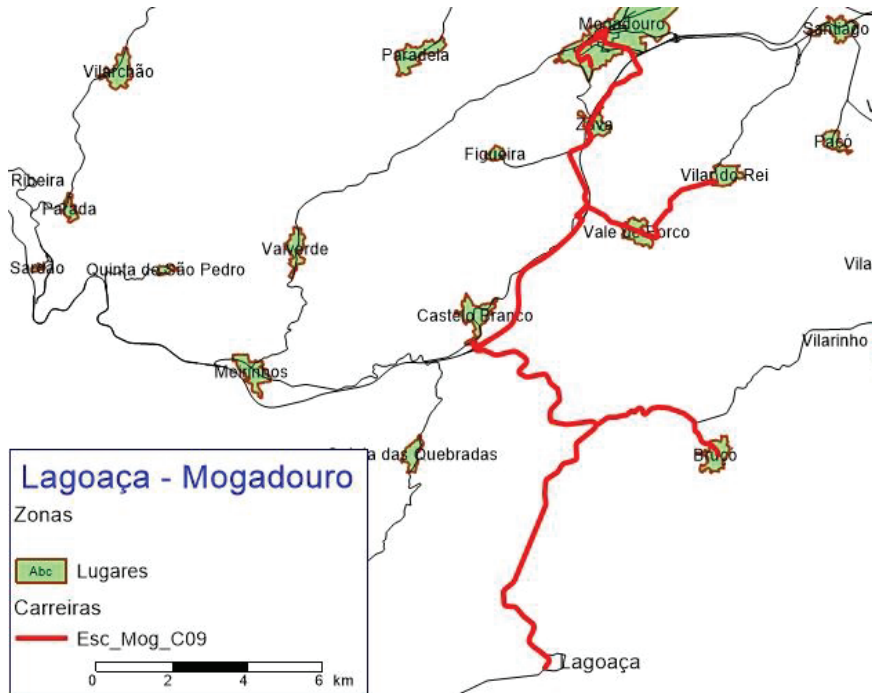 Mogadouro
Santiago
Vilarchão
Paradela
Zava
Figueira
Paçó
V
Vilar do Rei
Ribeira
Parada
Vale de Porco
Valverde
Sardão
Quinta de São Pedro
Vila
Castelo Branco
Vilarinho
Meirinhos
das Quebradas
Bruçó
Lagoaça - Mogadouro
Zonas
Abc Lugares
Carreiras
Esc_Mog_C09
0 2 4 6
km
Lagoaça